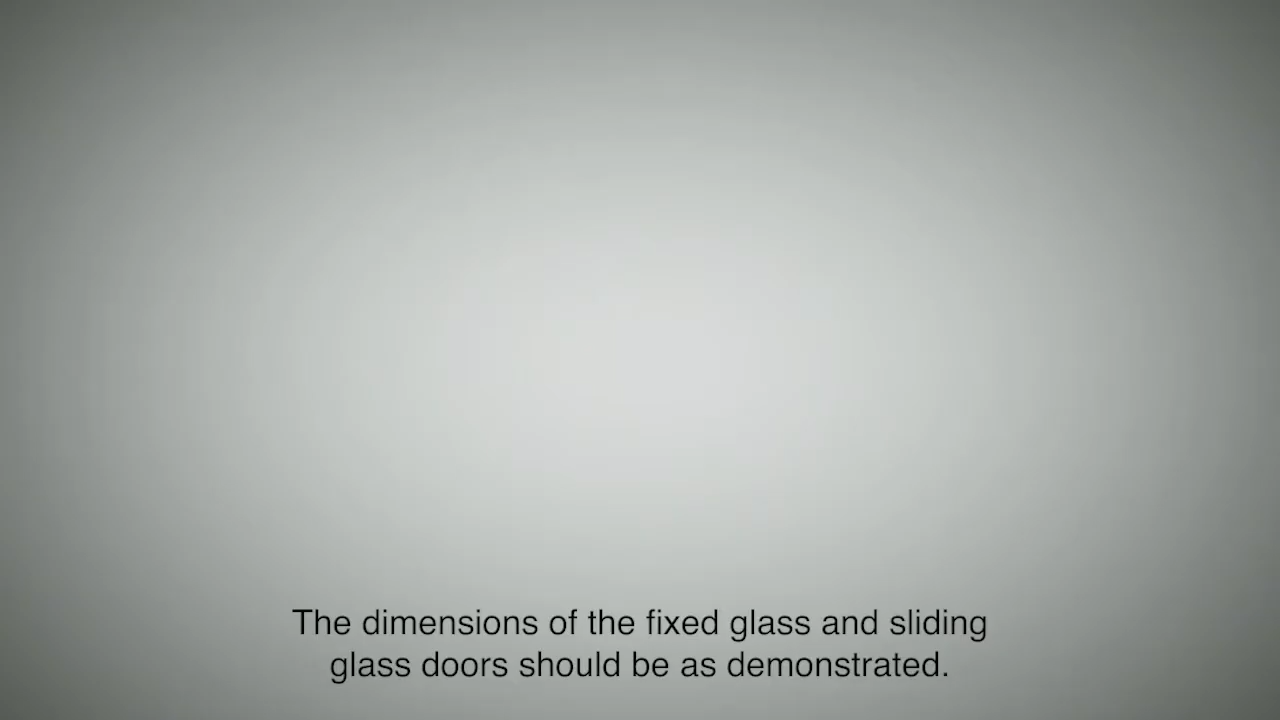 The dimensions of the fixed glass and sliding
glass doors should be as demonstrated.